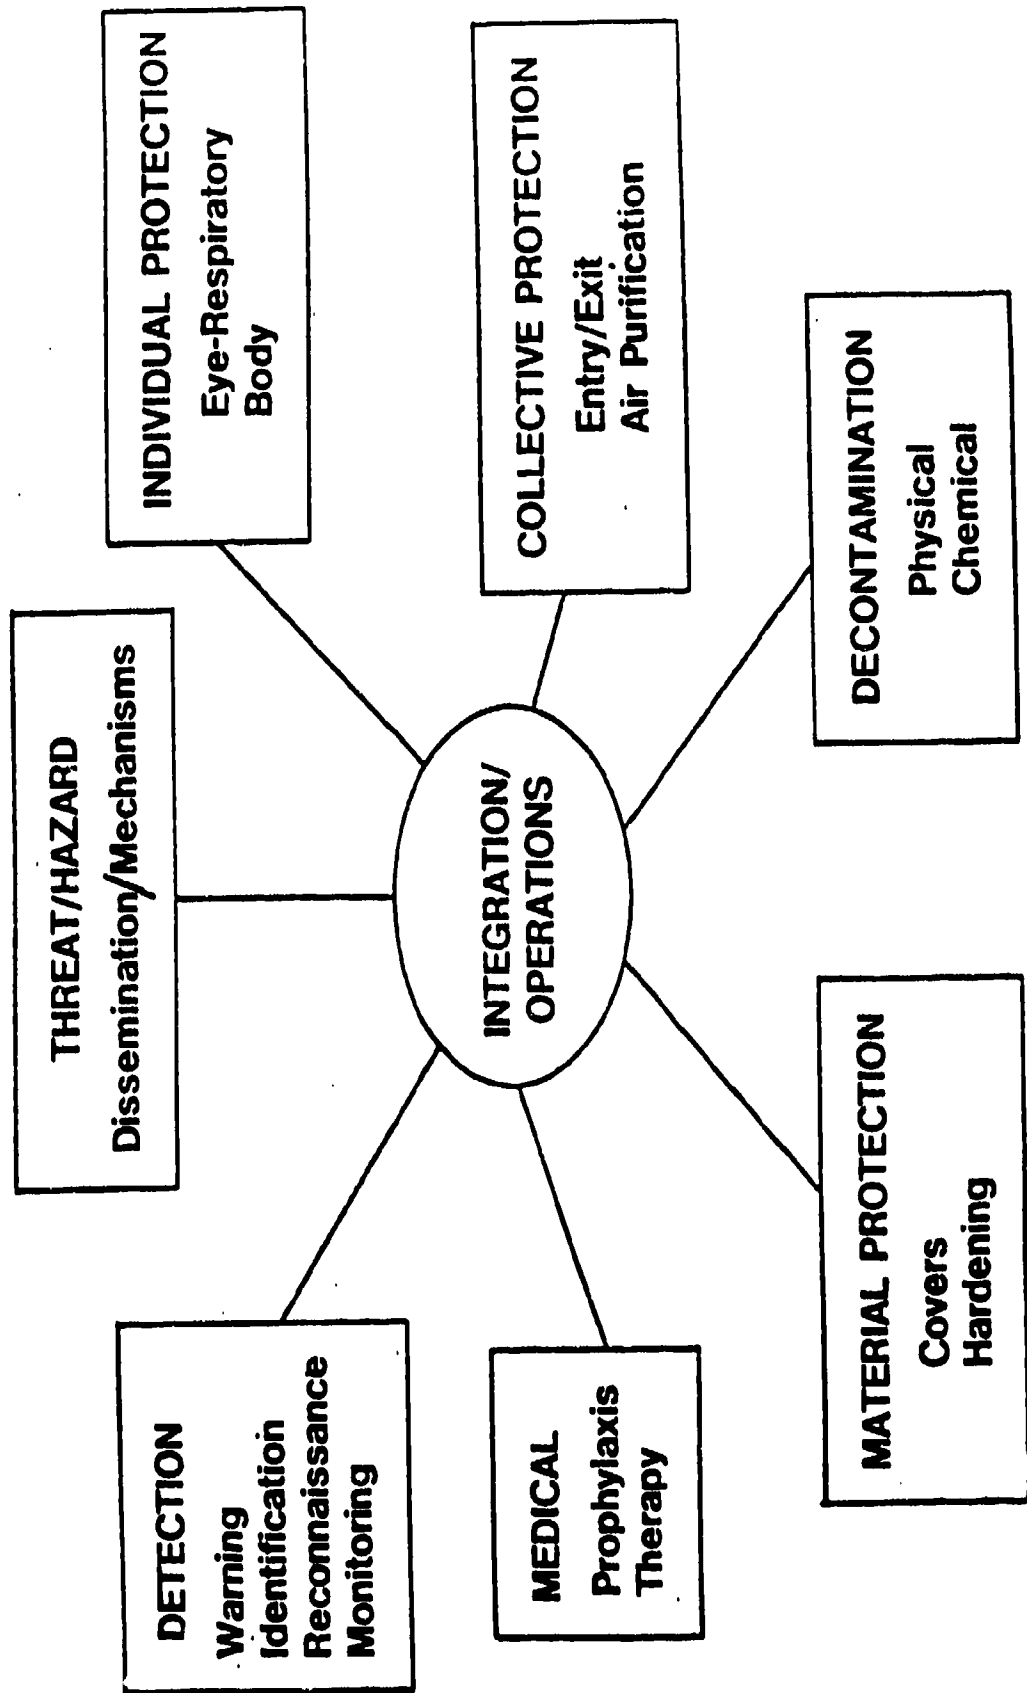 THREAT/HAZARD
Dissemination/Mechanisms
DETECTION
Warning
Identification
Reconnaissance
Monitoring
INDIVIDUAL PROTECTION
Eye-Respiratory
Body
INTEGRATION/
OPERATIONS
MEDICAL
Prophylaxis
Therapy
COLLECTIVE PROTECTION
Entry/Exit
Air Purification
MATERIAL PROTECTION
Covers
Hardening
DECONTAMINATION
Physical
Chemical